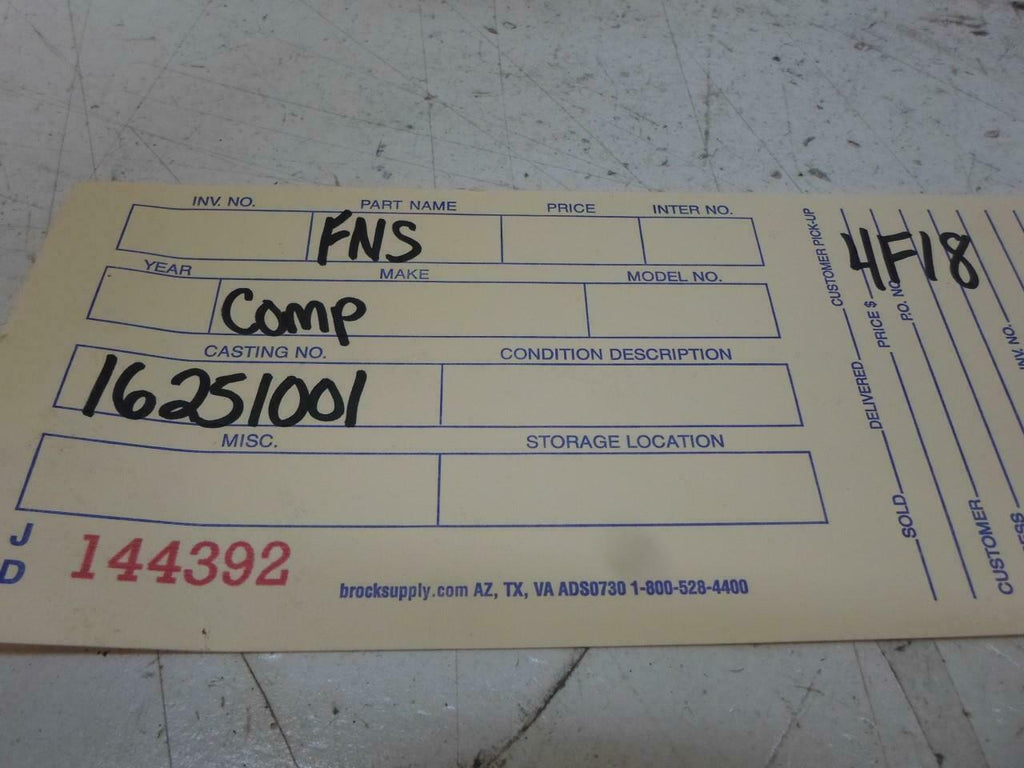 INV. NO. PART NAME PRICE INTER NO.
FNS
YEAR MAKE MODEL NO.
Comp
CASTING NO. CONDITION DESCRIPTION
16251001
MISC. STORAGE LOCATION
J
D
144392
brocksupply.com AZ, TX, VA ADS0730 1-800-528-4400
4F18
SOLD DELIVERED CUSTOMER PICK-UP
PRICE $
P.O. NO.
CUSTOMER
INV. NO.